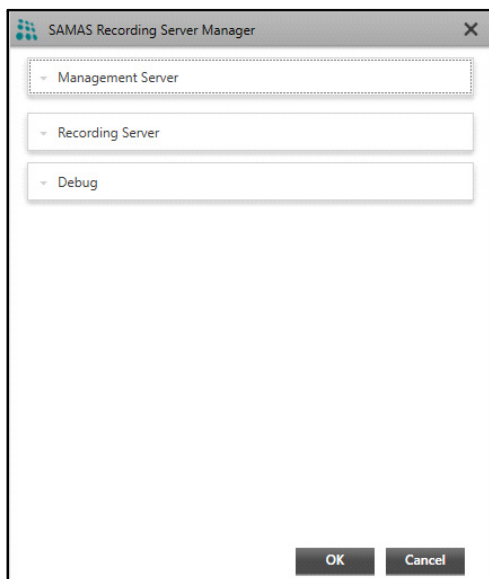 SAMAS Recording Server Manager
Management Server
Recording Server
Debug
OK Cancel